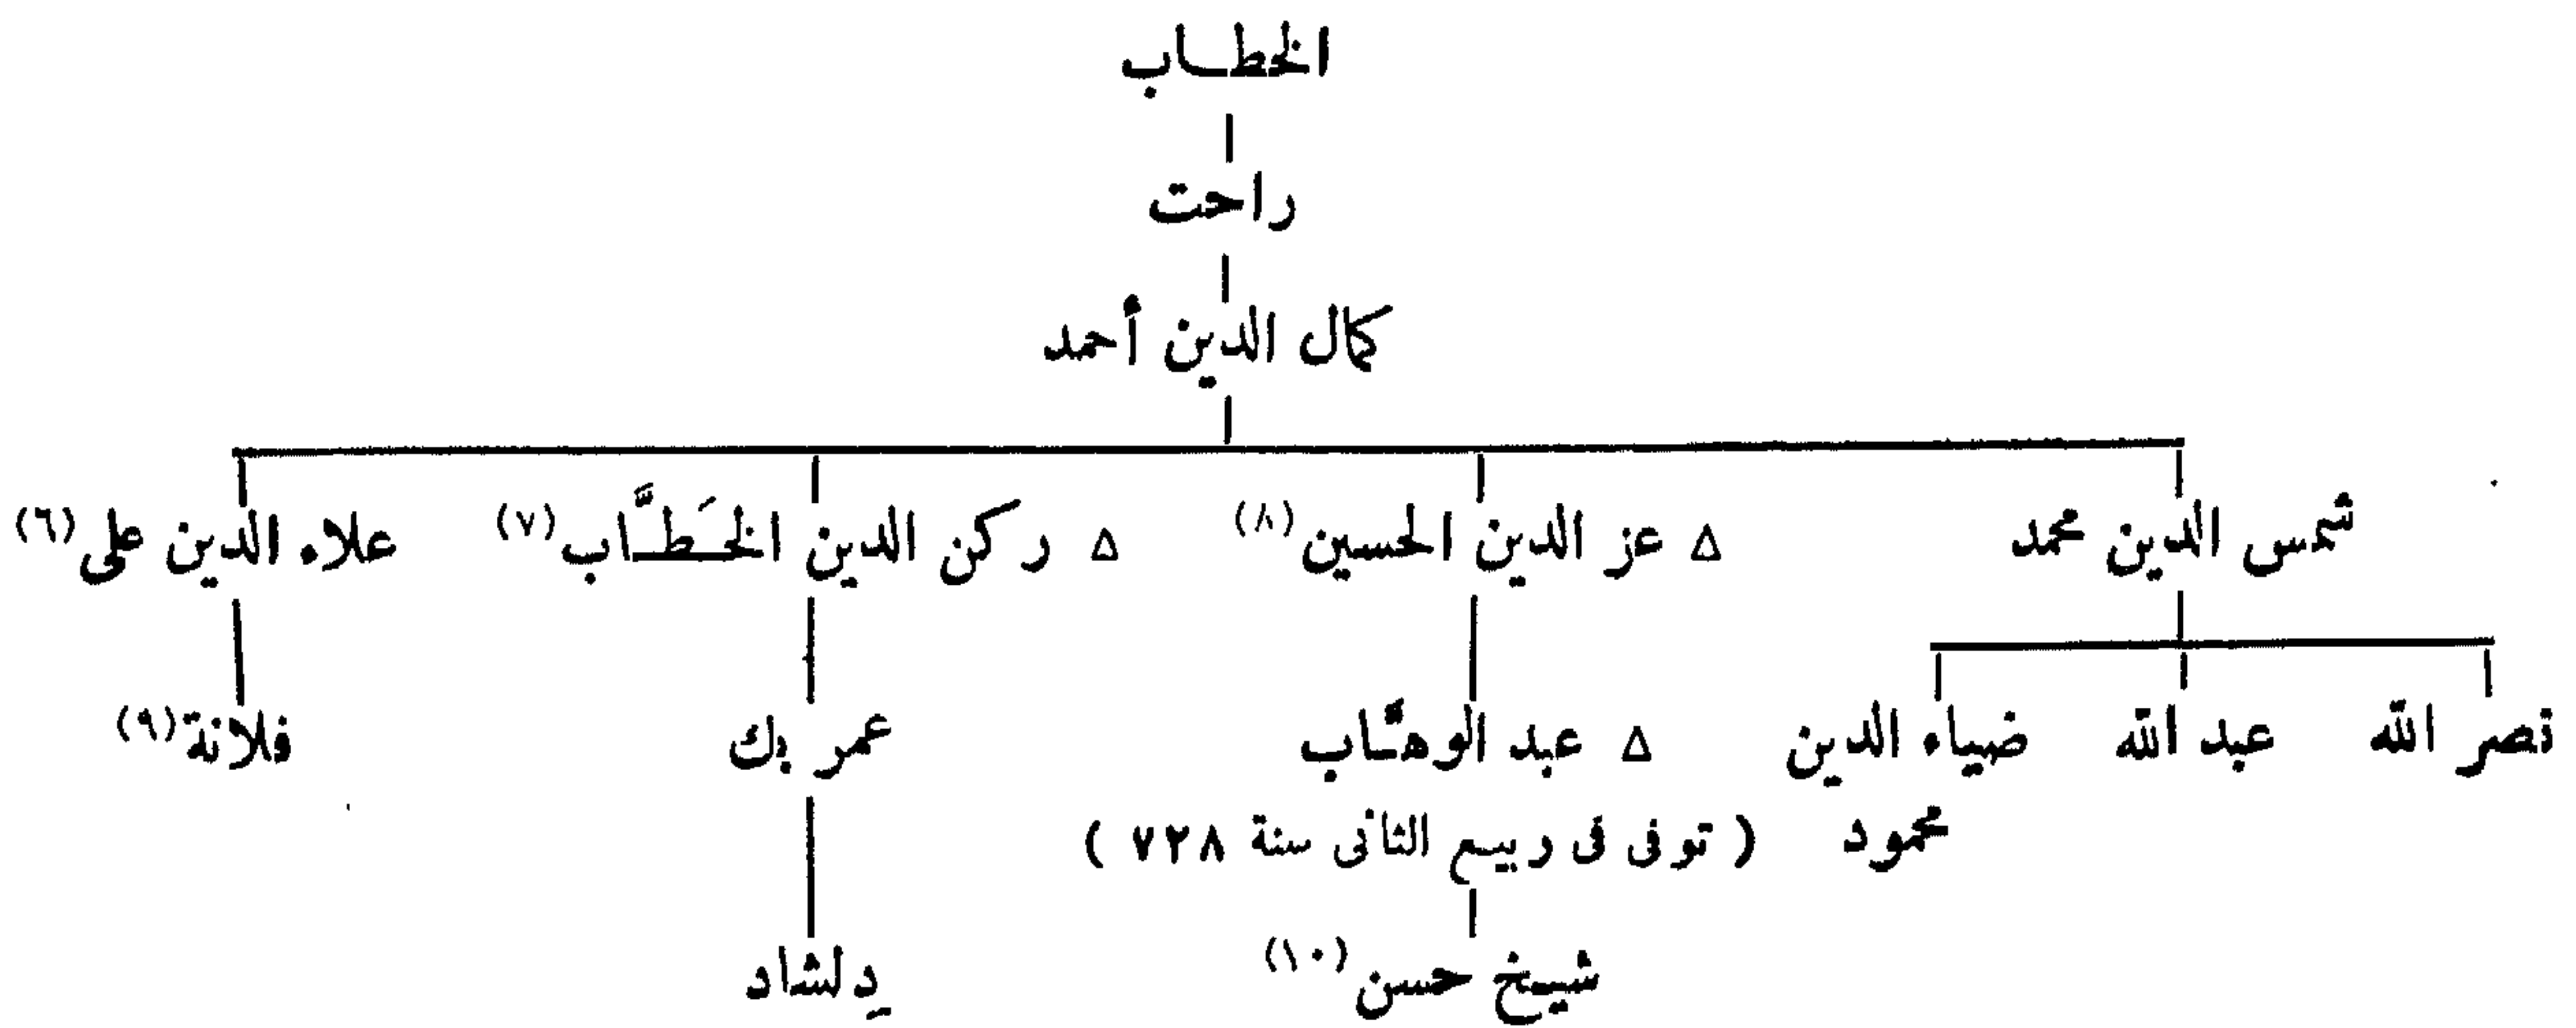 الخطاب
راحت
كمال الدين أحمد
شمس الدين محمد ∆ عز الدين الحسين (٨) ∆ ركن الدين الخَطَّاب (٧) علاء الدين على (٦)
نصر الله عبد الله ضياء الدين ∆ عبد الوهَّاب عمر بك فلانة (٩)
محمود ( توفى فى ربيع الثانى سنة ٧٢٨ )
شيخ حسن (١٠) دِلشاد